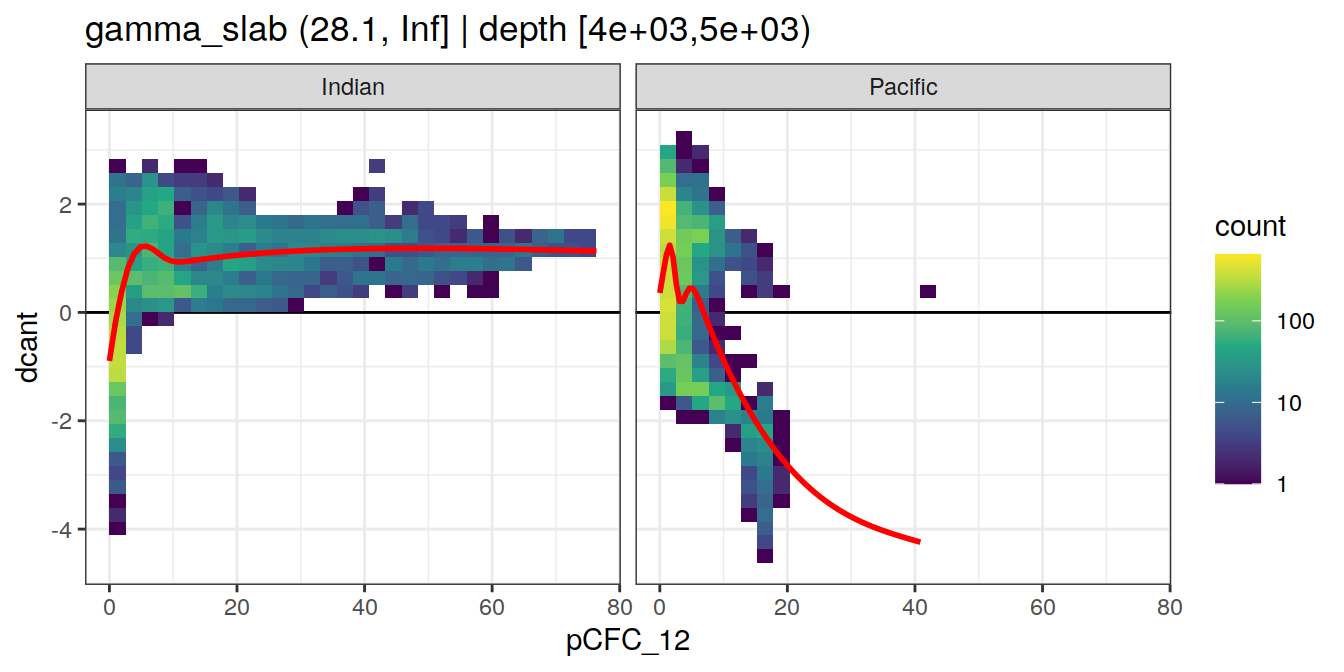 gamma_slab (28.1, Inf] | depth [4e+03,5e+03)
Indian
Pacific
dcant
2
0
-2
-4
0
20
40
60
80
0
20
40
60
80
pCFC_12
count
100
10
1